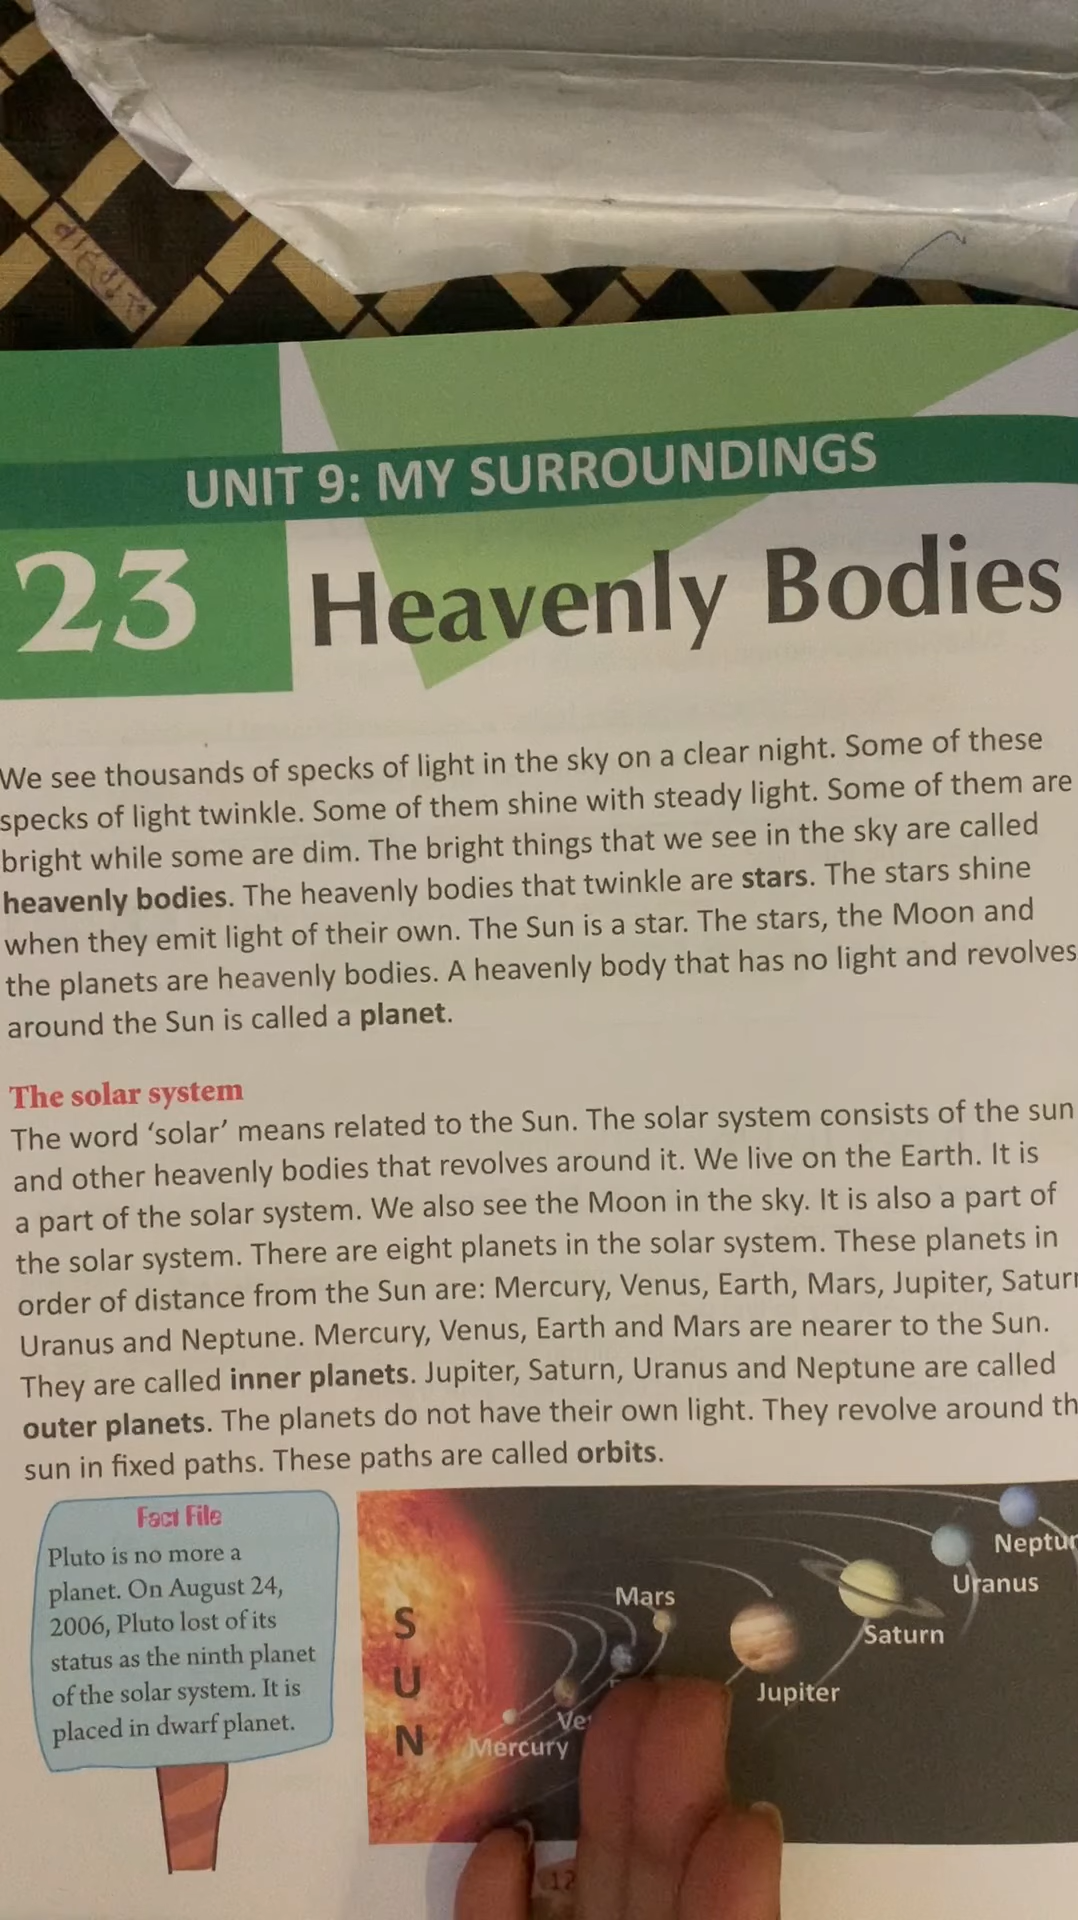 UNIT 9: MY SURROUNDINGS
23
Heavenly Bodies
We see thousands of specks of light in the sky on a clear night. Some of these
specks of light twinkle. Some of them shine with steady light. Some of them are
bright while some are dim. The bright things that we see in the sky are called
heavenly bodies. The heavenly bodies that twinkle are stars. The stars shine
when they emit light of their own. The Sun is a star. The stars, the Moon and
the planets are heavenly bodies. A heavenly body that has no light and revolves
around the Sun is called a planet.
The solar system
The word ‘solar’ means related to the Sun. The solar system consists of the sun
and other heavenly bodies that revolves around it. We live on the Earth. It is
a part of the solar system. We also see the Moon in the sky. It is also a part of
the solar system. There are eight planets in the solar system. These planets in
order of distance from the Sun are: Mercury, Venus, Earth, Mars, Jupiter, Satur
Uranus and Neptune. Mercury, Venus, Earth and Mars are nearer to the Sun.
They are called inner planets. Jupiter, Saturn, Uranus and Neptune are called
outer planets. The planets do not have their own light. They revolve around th
sun in fixed paths. These paths are called orbits.
Fact File
Pluto is no more a
planet. On August 24,
2006, Pluto lost of its
status as the ninth planet
of the solar system. It is
placed in dwarf planet.
SUN
Mercury
Ve
Mars
Jupiter
Saturn
Uranus
Neptu